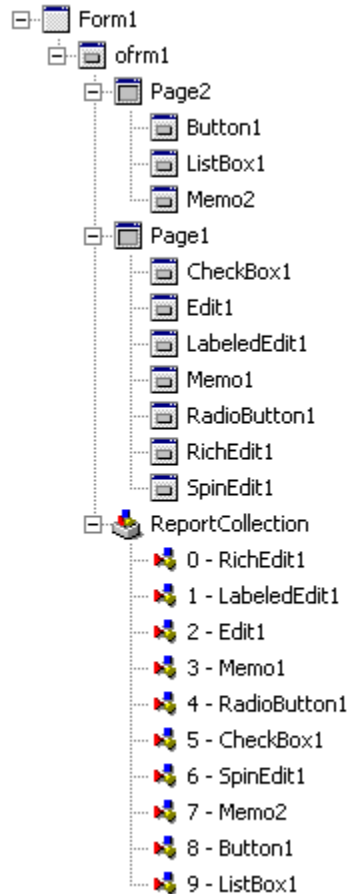 Form1
ofrm1
Page2
Button1
ListBox1
Memo2
Page1
CheckBox1
Edit1
LabeledEdit1
Memo1
RadioButton1
RichEdit1
SpinEdit1
ReportCollection
0 - RichEdit1
1 - LabeledEdit1
2 - Edit1
3 - Memo1
4 - RadioButton1
5 - CheckBox1
6 - SpinEdit1
7 - Memo2
8 - Button1
9 - ListBox1